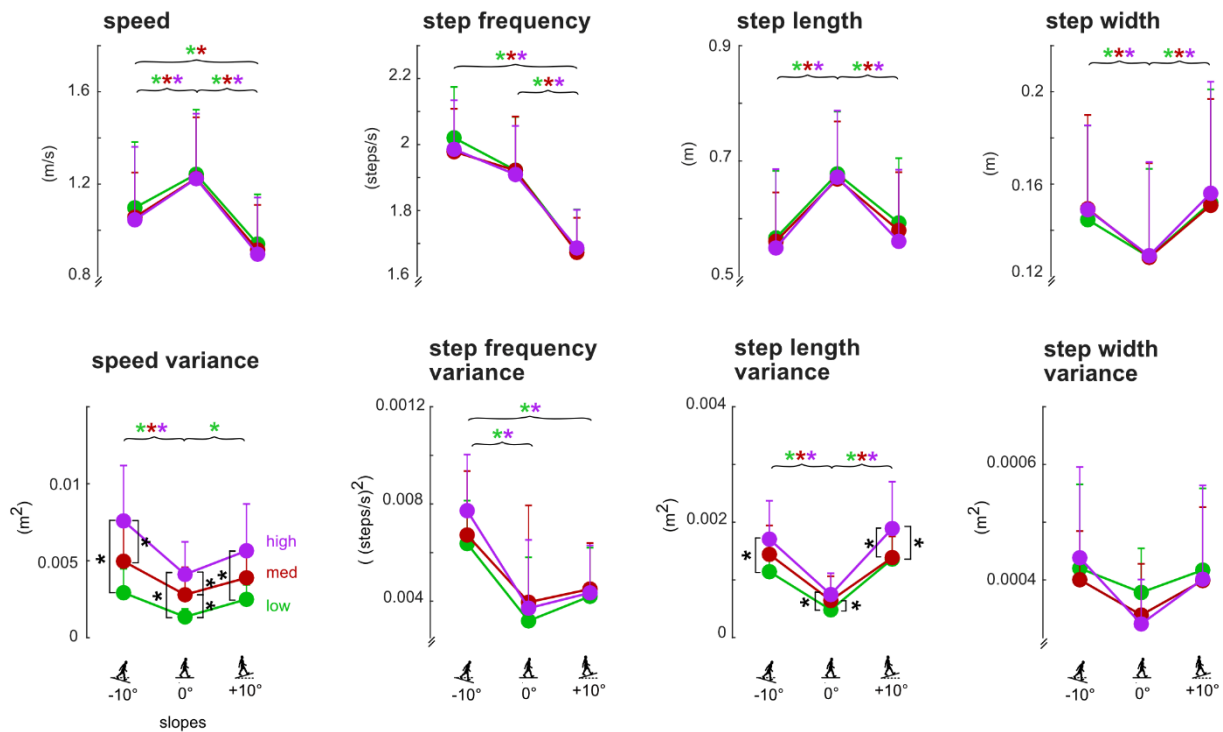 speed
step frequency
step length
step width
**
***
***
***
***
***
***
***
***
1.6
1.2
0.8
(m/s)
2.2
2
1.8
1.6
(steps/s)
0.9
0.7
0.5
(m)
0.2
0.16
0.12
(m)
speed variance
step frequency
variance
step length
variance
step width
variance
***
*
**
**
***
***
0.01
0.005
0
(m²)
*
*
*
*
*
*
high
med
low
0.0012
0.008
0.004
( (steps/s)²)
0.004
0.002
0
(m²)
*
*
*
*
*
0.0006
0.0004
(m²)
-10°
0°
+10°
-10°
0°
+10°
-10°
0°
+10°
-10°
0°
+10°
slopes